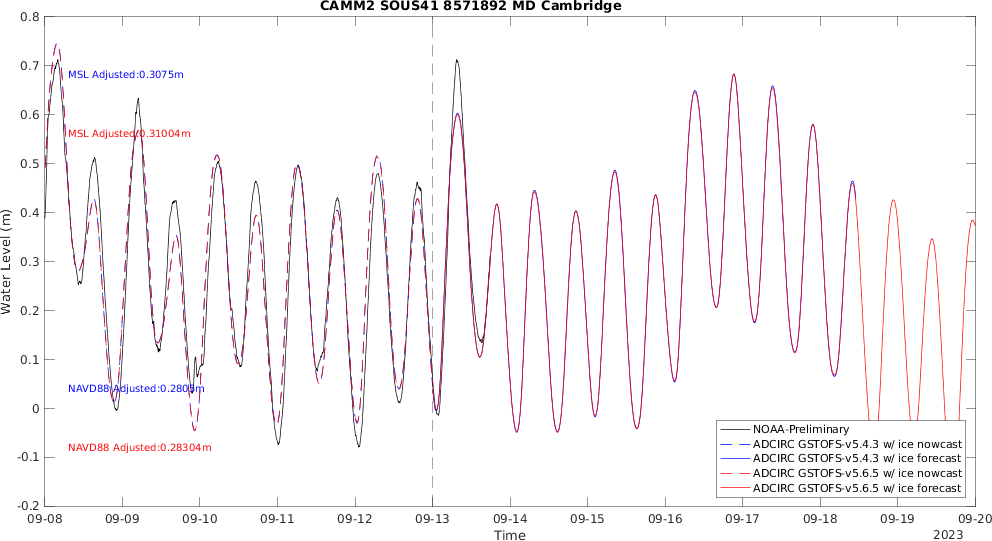 CAMM2 SOUS41 8571892 MD Cambridge
0.8
0.7
0.6
0.5
0.4
0.3
0.2
0.1
0
-0.1
-0.2
Water Level (m)
MSL Adjusted:0.3075m
MSL Adjusted:0.31004m
NAVD88 Adjusted:0.2805m
NAVD88 Adjusted:0.28304m
NOAA-Preliminary
ADCIRC GSTOFS-v5.4.3 w/ ice nowcast
ADCIRC GSTOFS-v5.4.3 w/ ice forecast
ADCIRC GSTOFS-v5.6.5 w/ ice nowcast
ADCIRC GSTOFS-v5.6.5 w/ ice forecast
09-08 09-09 09-10 09-11 09-12 09-13 09-14 09-15 09-16 09-17 09-18 09-19 09-20
Time
2023